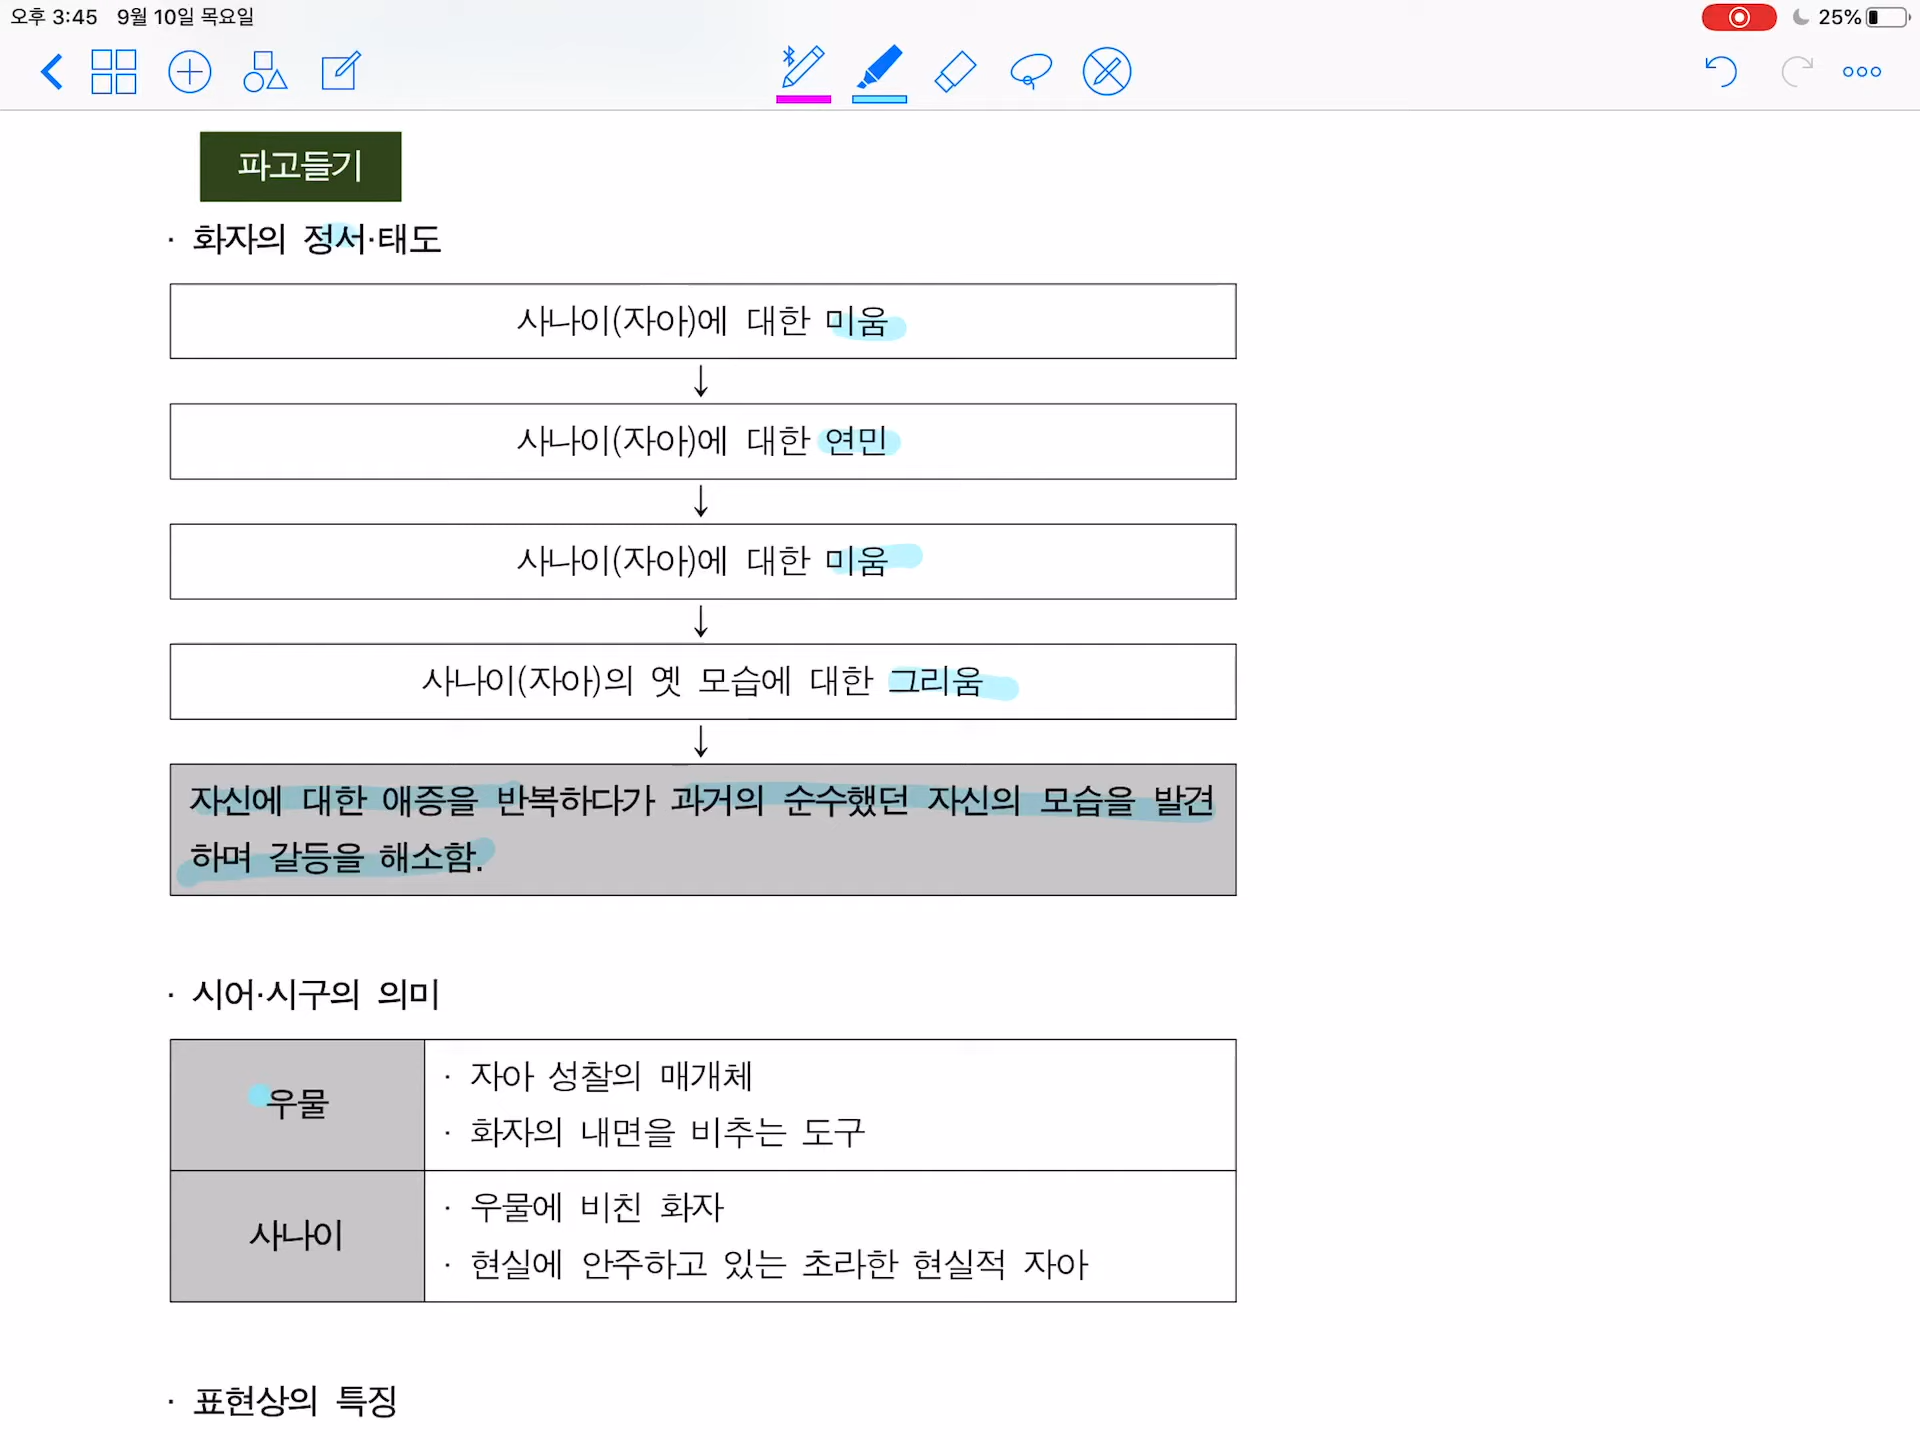 오후 3:45 9월 10일 목요일 25%
파고들기
· 화자의 정서·태도
사나이(자아)에 대한 미움
↓
사나이(자아)에 대한 연민
↓
사나이(자아)에 대한 미움
↓
사나이(자아)의 옛 모습에 대한 그리움
↓
자신에 대한 애증을 반복하다가 과거의 순수했던 자신의 모습을 발견
하며 갈등을 해소함.
· 시어·시구의 의미
우물
· 자아 성찰의 매개체
· 화자의 내면을 비추는 도구
사나이
· 우물에 비친 화자
· 현실에 안주하고 있는 초라한 현실적 자아
· 표현상의 특징